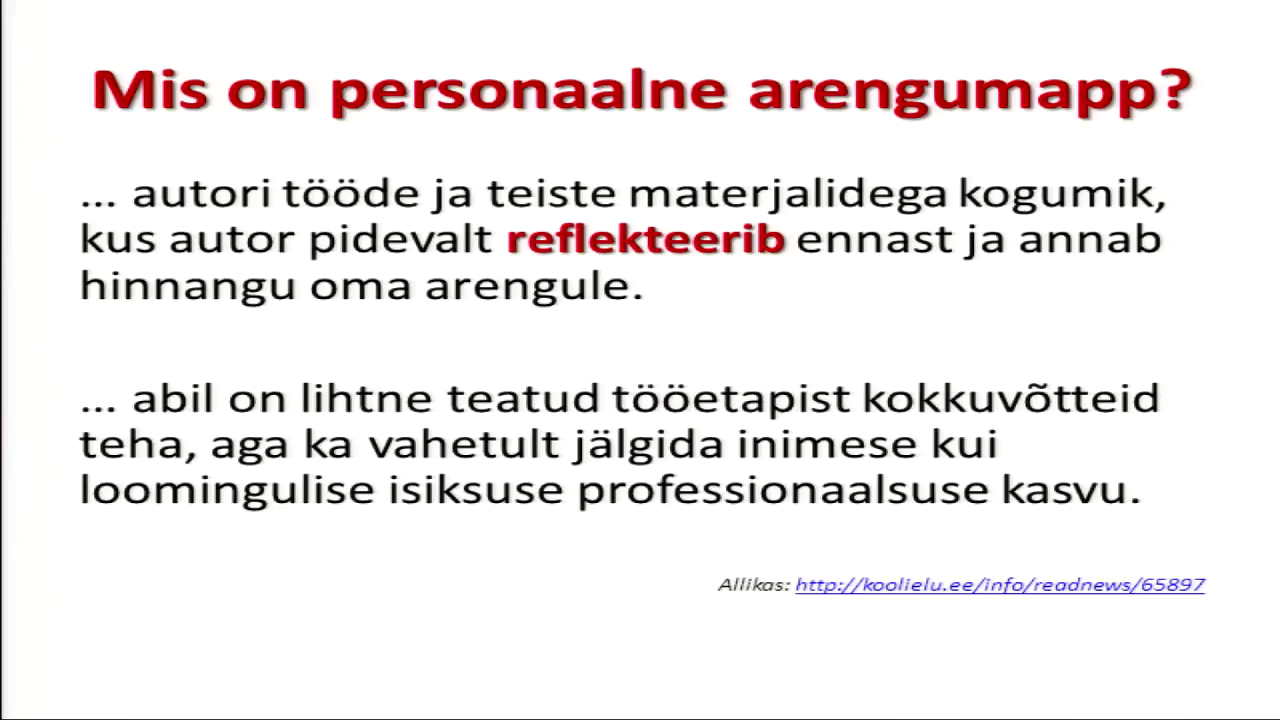 Mis on personaalne arengumapp?
... autori tööde ja teiste materjalidega kogumik,
kus autor pidevalt reflekteerib ennast ja annab
hinnangu oma arengule.
... abil on lihtne teatud tööetapist kokkuvõtteid
teha, aga ka vahetult jälgida inimese kui
loomingulise isiksuse professionaalsuse kasvu.
Allikas: http://koolielu.ee/info/readnews/65897